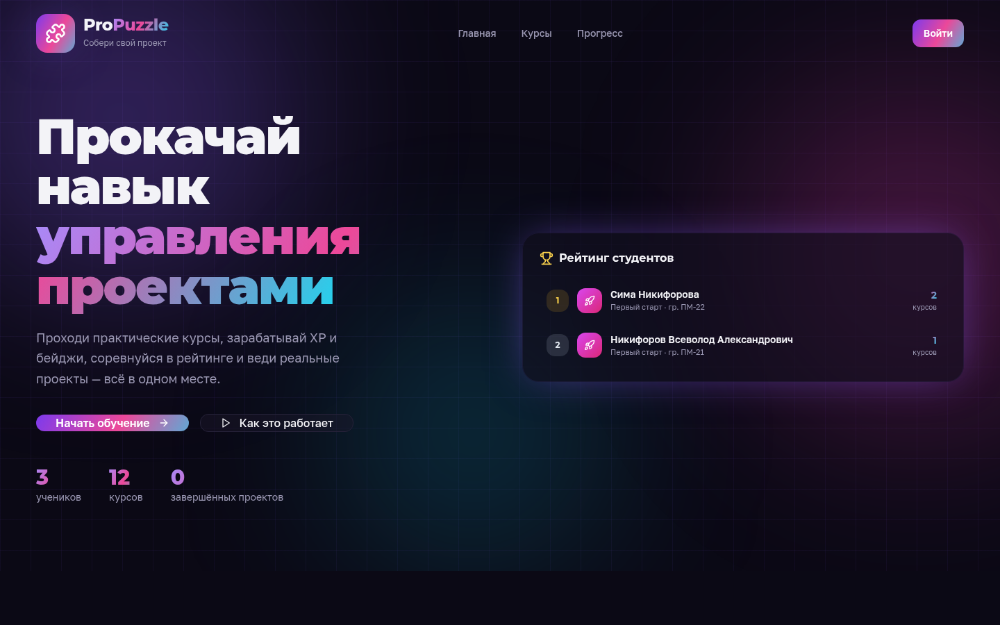 ProPuzzle
Собери свой проект
Главная
Курсы
Прогресс
Войти
Прокачай
навык
управления
проектами
Проходи практические курсы, зарабатывай XP и
бейджи, соревнуйся в рейтинге и веди реальные
проекты — всё в одном месте.
Начать обучение
Как это работает
3
учеников
12
курсов
0
завершённых проектов
Рейтинг студентов
1
Сима Никифорова
Первый старт · гр. ПМ-22
2
курсов
2
Никифоров Всеволод Александрович
Первый старт · гр. ПМ-21
1
курсов